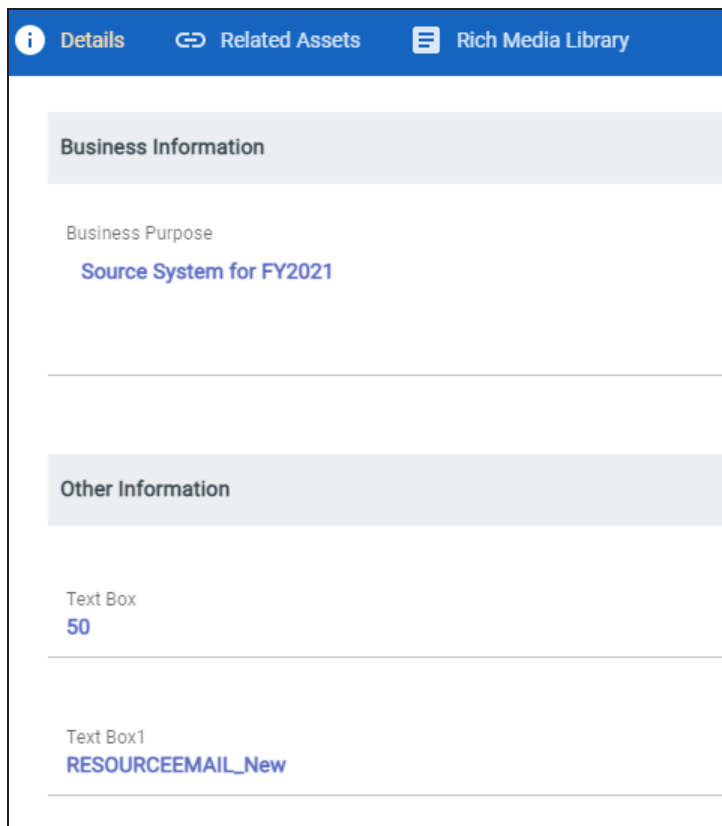 Details Related Assets Rich Media Library
Business Information
Business Purpose
Source System for FY2021
Other Information
Text Box
50
Text Box1
RESOURCEEMAIL_New